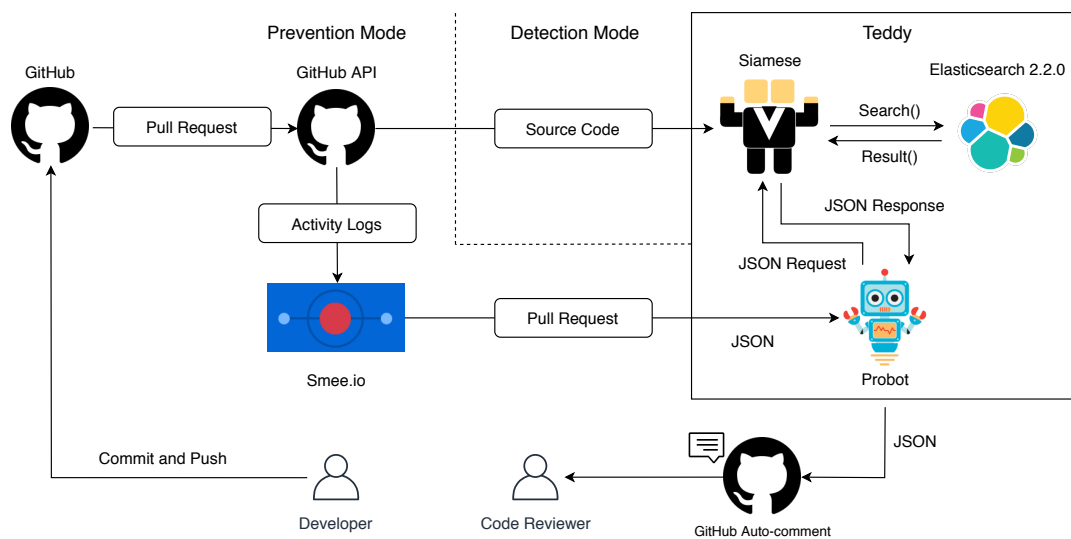 Prevention Mode
Detection Mode
Teddy
GitHub
GitHub API
Siamese
Elasticsearch 2.2.0
Pull Request
Source Code
Search()
Result()
Activity Logs
JSON Response
JSON Request
Pull Request
JSON
Smee.io
Probot
JSON
Commit and Push
Developer
Code Reviewer
GitHub Auto-comment